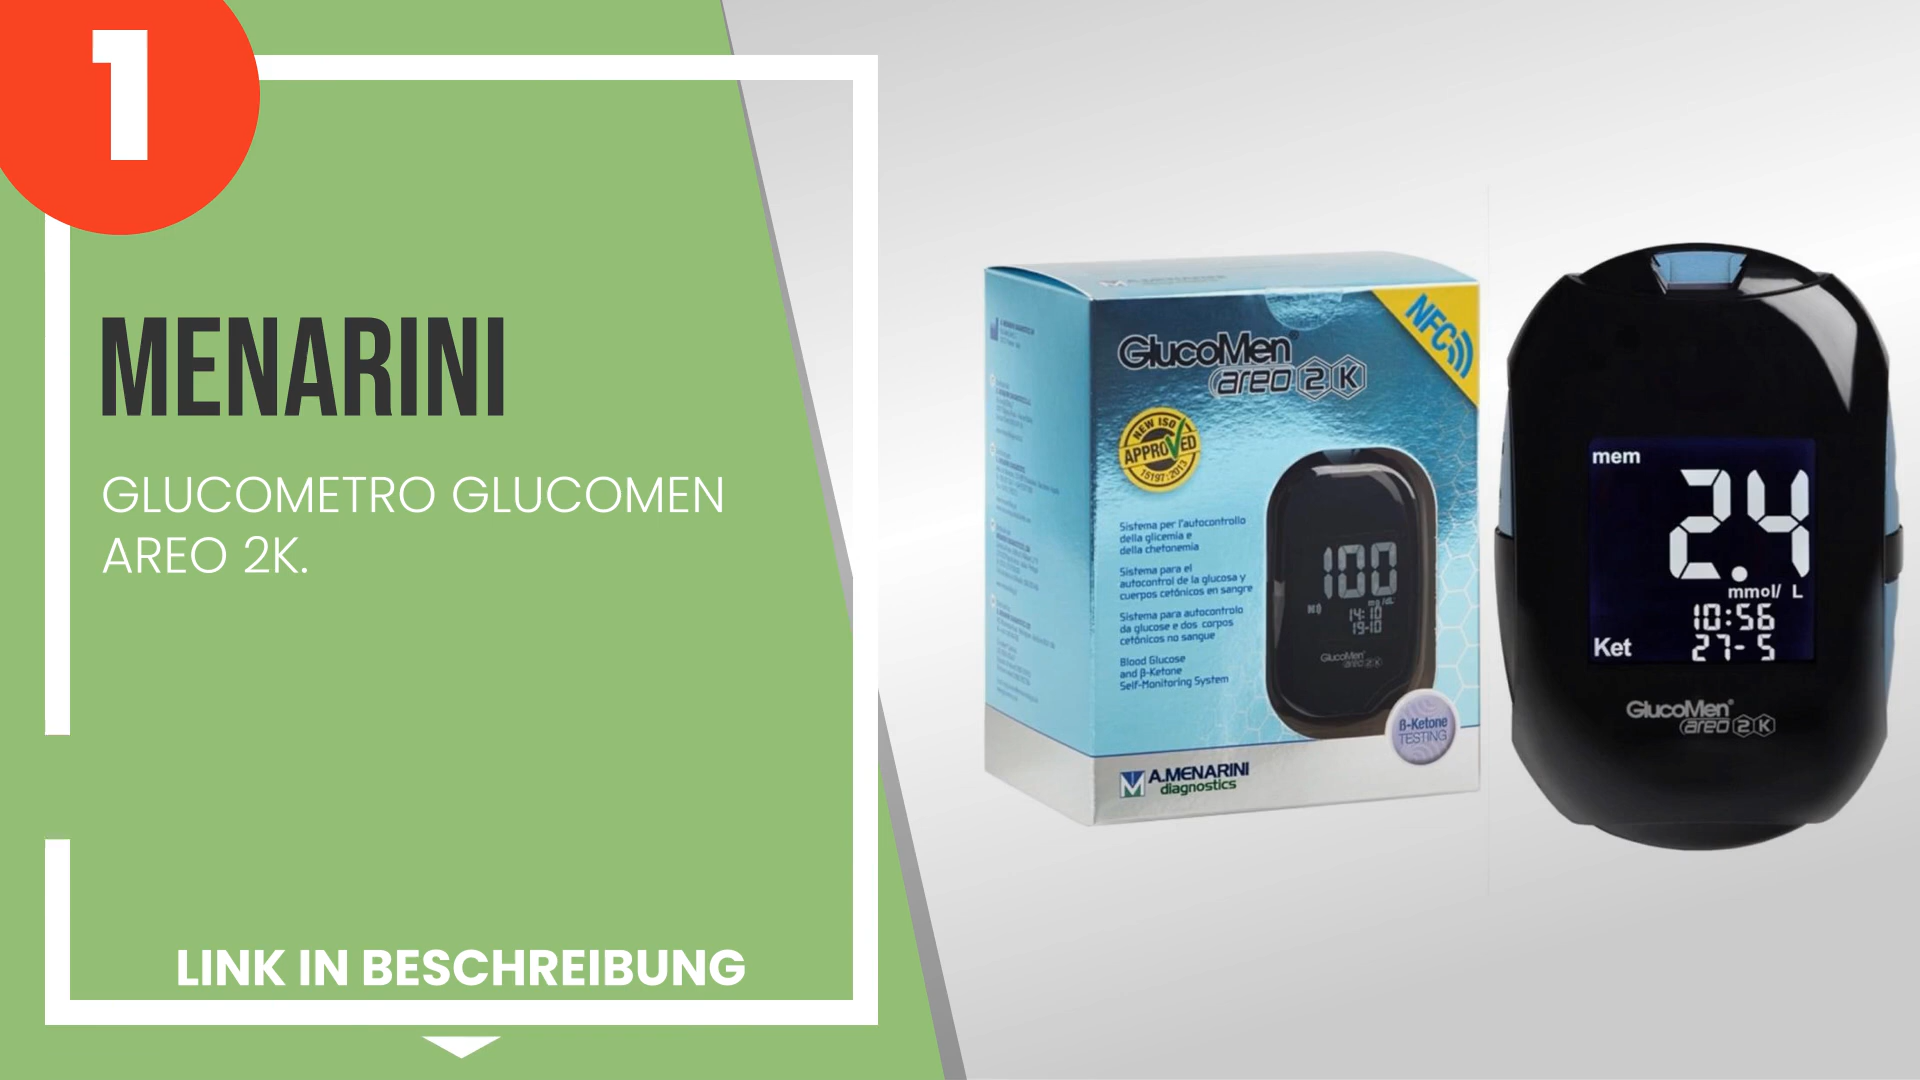 1
MENARINI
GLUCOMETRO GLUCOMEN
AREO 2K.
LINK IN BESCHREIBUNG
NFC
GlucoMen®
areo 2 K
NEW ISO
APPROVED
15197:2013
Sistema per l'autocontrollo
della glicemia e
della chetonemia
Sistema para el
autocontrol de la glucosa y
cuerpos cetónicos en sangre
Sistema para autocontrolo
da glucose e dos corpos
cetónicos no sangue
Blood Glucose
and β-Ketone
Self-Monitoring System
100
mg/dL
14:10
19-10
GlucoMen®
areo 2 K
β-Ketone
TESTING
A.MENARINI
diagnostics
mem
2.4
mmol/ L
10:56
Ket
27- 5
GlucoMen®
areo 2 K